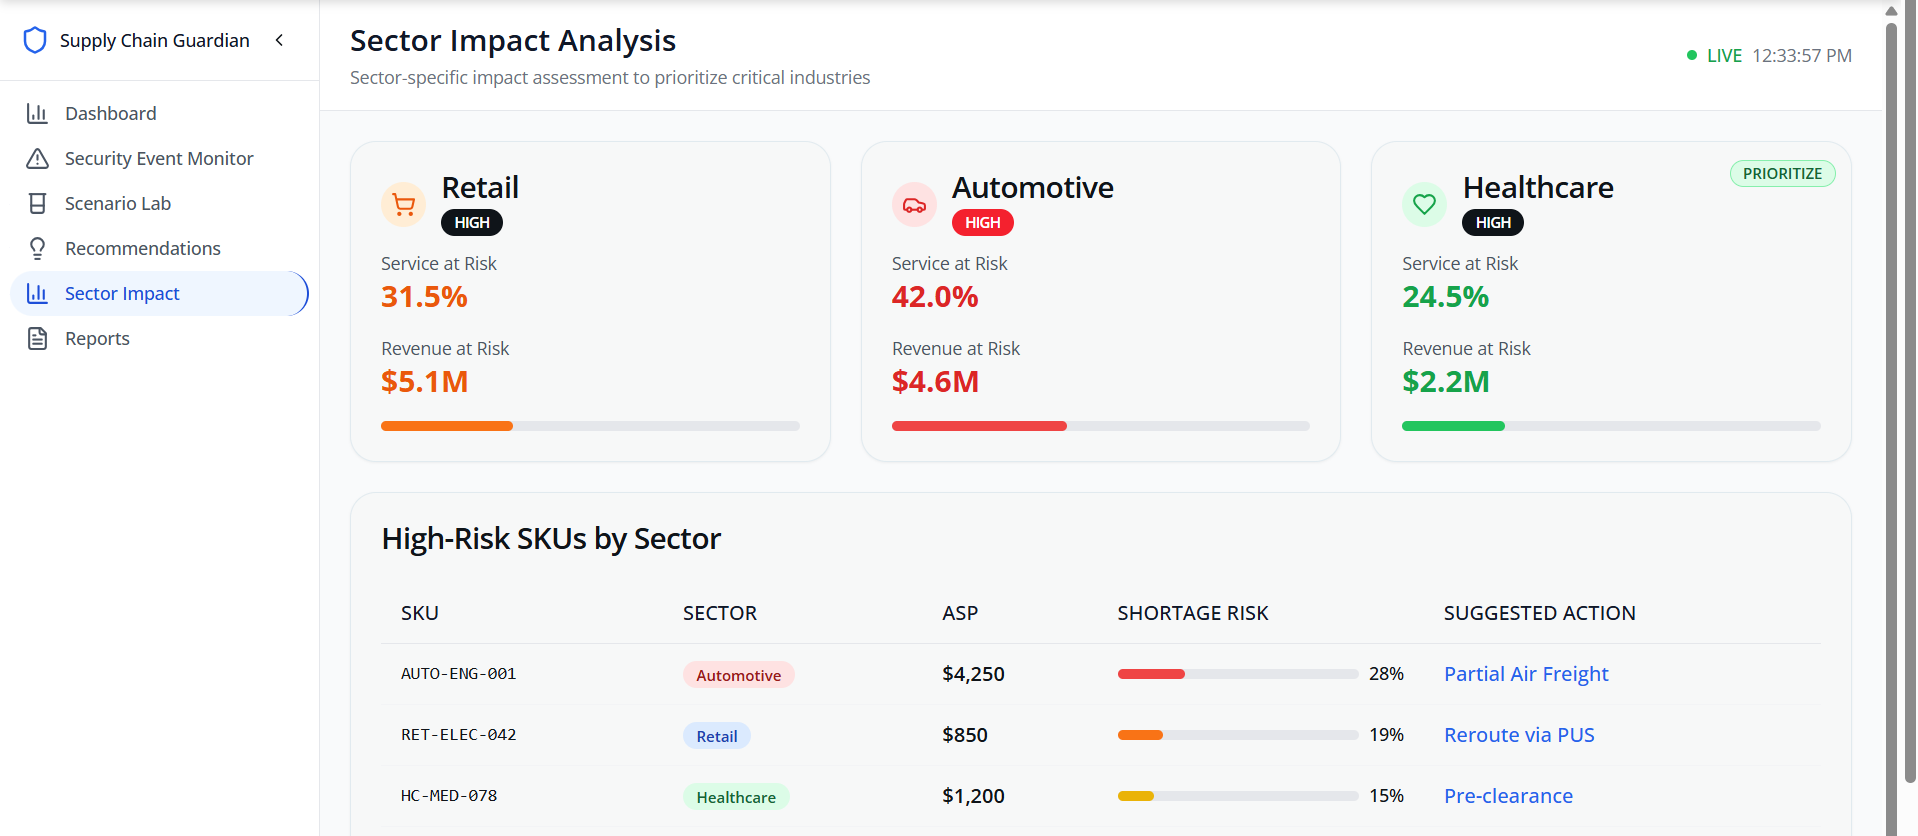 Supply Chain Guardian
Dashboard
Security Event Monitor
Scenario Lab
Recommendations
Sector Impact
Reports
Sector Impact Analysis
Sector-specific impact assessment to prioritize critical industries
LIVE 12:33:57 PM
Retail
HIGH
Service at Risk
31.5%
Revenue at Risk
$5.1M
Automotive
HIGH
Service at Risk
42.0%
Revenue at Risk
$4.6M
Healthcare
PRIORITIZE
HIGH
Service at Risk
24.5%
Revenue at Risk
$2.2M
High-Risk SKUs by Sector
SKU SECTOR ASP SHORTAGE RISK SUGGESTED ACTION
AUTO-ENG-001 Automotive $4,250 28% Partial Air Freight
RET-ELEC-042 Retail $850 19% Reroute via PUS
HC-MED-078 Healthcare $1,200 15% Pre-clearance